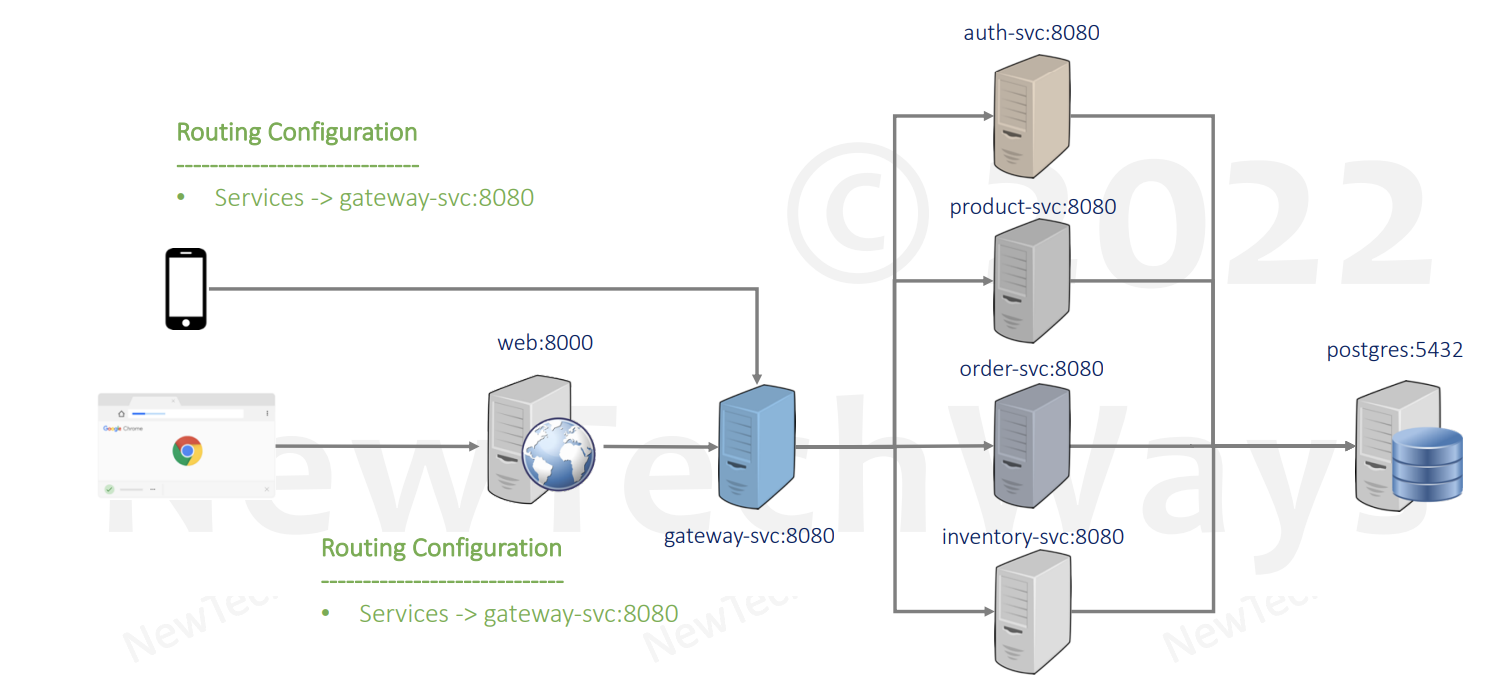 auth-svc:8080
Routing Configuration
-----------------------------
• Services -> gateway-svc:8080
© 2022
product-svc:8080
web:8000
postgres:5432
order-svc:8080
Google Chrome
NewTechWays
gateway-svc:8080
inventory-svc:8080
Routing Configuration
-----------------------------
• Services -> gateway-svc:8080
NewTec
NewTec
NewTec